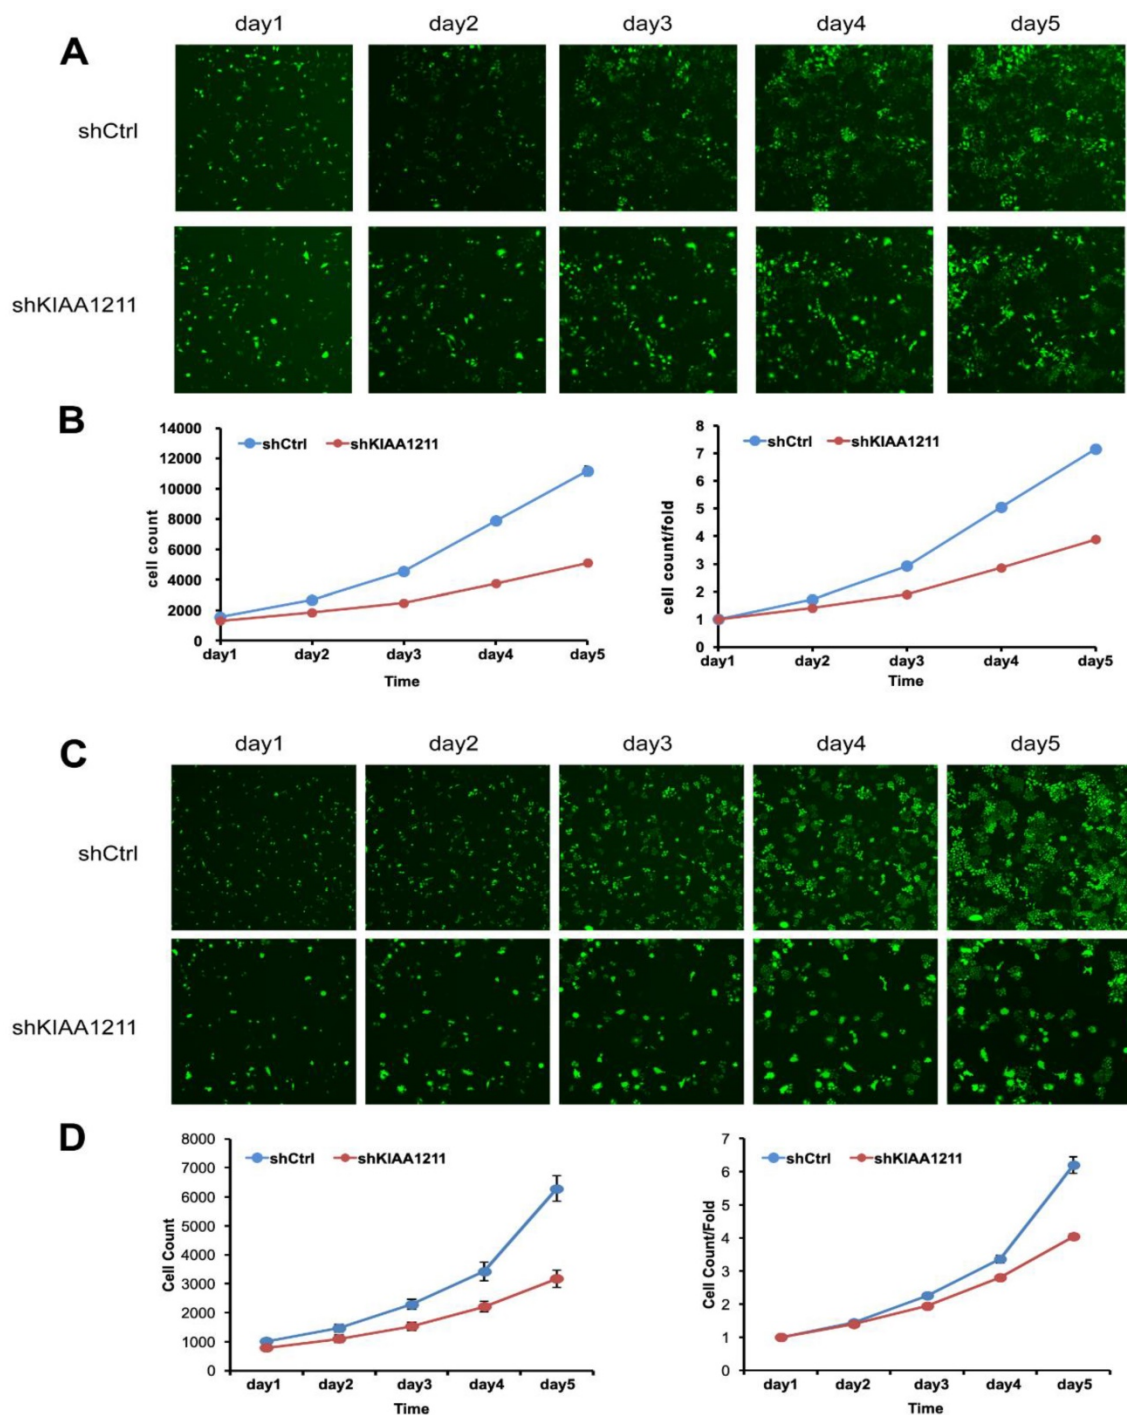 A
day1 day2 day3 day4 day5
shCtrl
shKIAA1211
B
14000
12000
10000
8000
6000
4000
2000
0
cell count
shCtrl shKIAA1211
day1 day2 day3 day4 day5
Time
8
7
6
5
4
3
2
1
0
cell count/fold
shCtrl shKIAA1211
day1 day2 day3 day4 day5
Time
C
day1 day2 day3 day4 day5
shCtrl
shKIAA1211
D
8000
7000
6000
5000
4000
3000
2000
1000
0
Cell Count
shCtrl shKIAA1211
day1 day2 day3 day4 day5
Time
7
6
5
4
3
2
1
0
Cell Count/Fold
shCtrl shKIAA1211
day1 day2 day3 day4 day5
Time